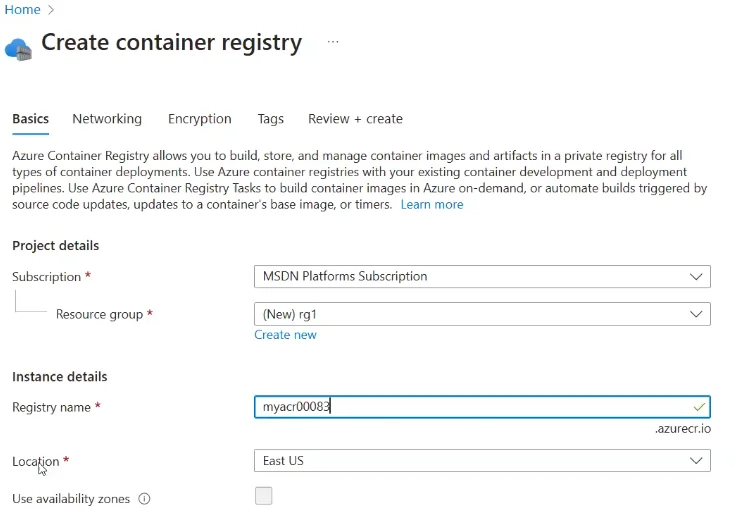 Home >
Create container registry ...
Basics Networking Encryption Tags Review + create
Azure Container Registry allows you to build, store, and manage container images and artifacts in a private registry for all
types of container deployments. Use Azure container registries with your existing container development and deployment
pipelines. Use Azure Container Registry Tasks to build container images in Azure on-demand, or automate builds triggered by
source code updates, updates to a container's base image, or timers. Learn more
Project details
Subscription * MSDN Platforms Subscription
Resource group * (New) rg1
Create new
Instance details
Registry name * myacr00083
.azurecr.io
Location * East US
Use availability zones